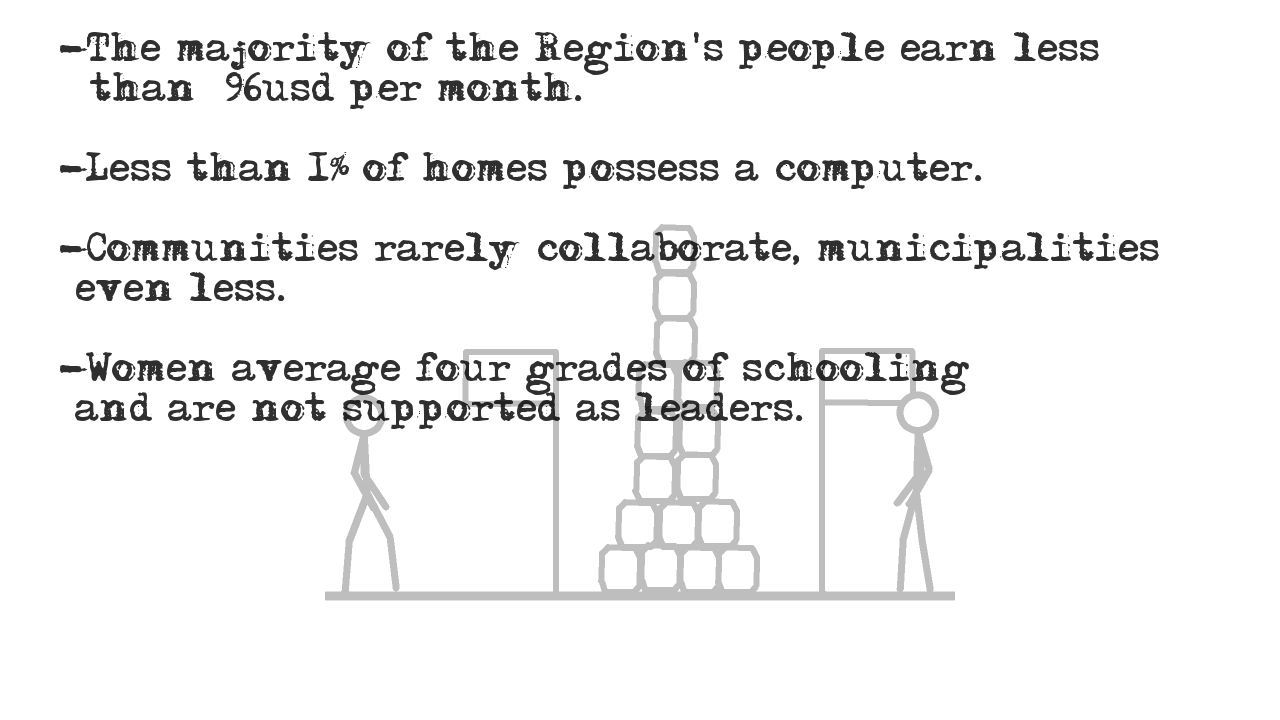 -The majority of the Region's people earn less
than 96usd per month.
-Less than 1% of homes possess a computer.
-Communities rarely collaborate, municipalities
even less.
-Women average four grades of schooling
and are not supported as leaders.